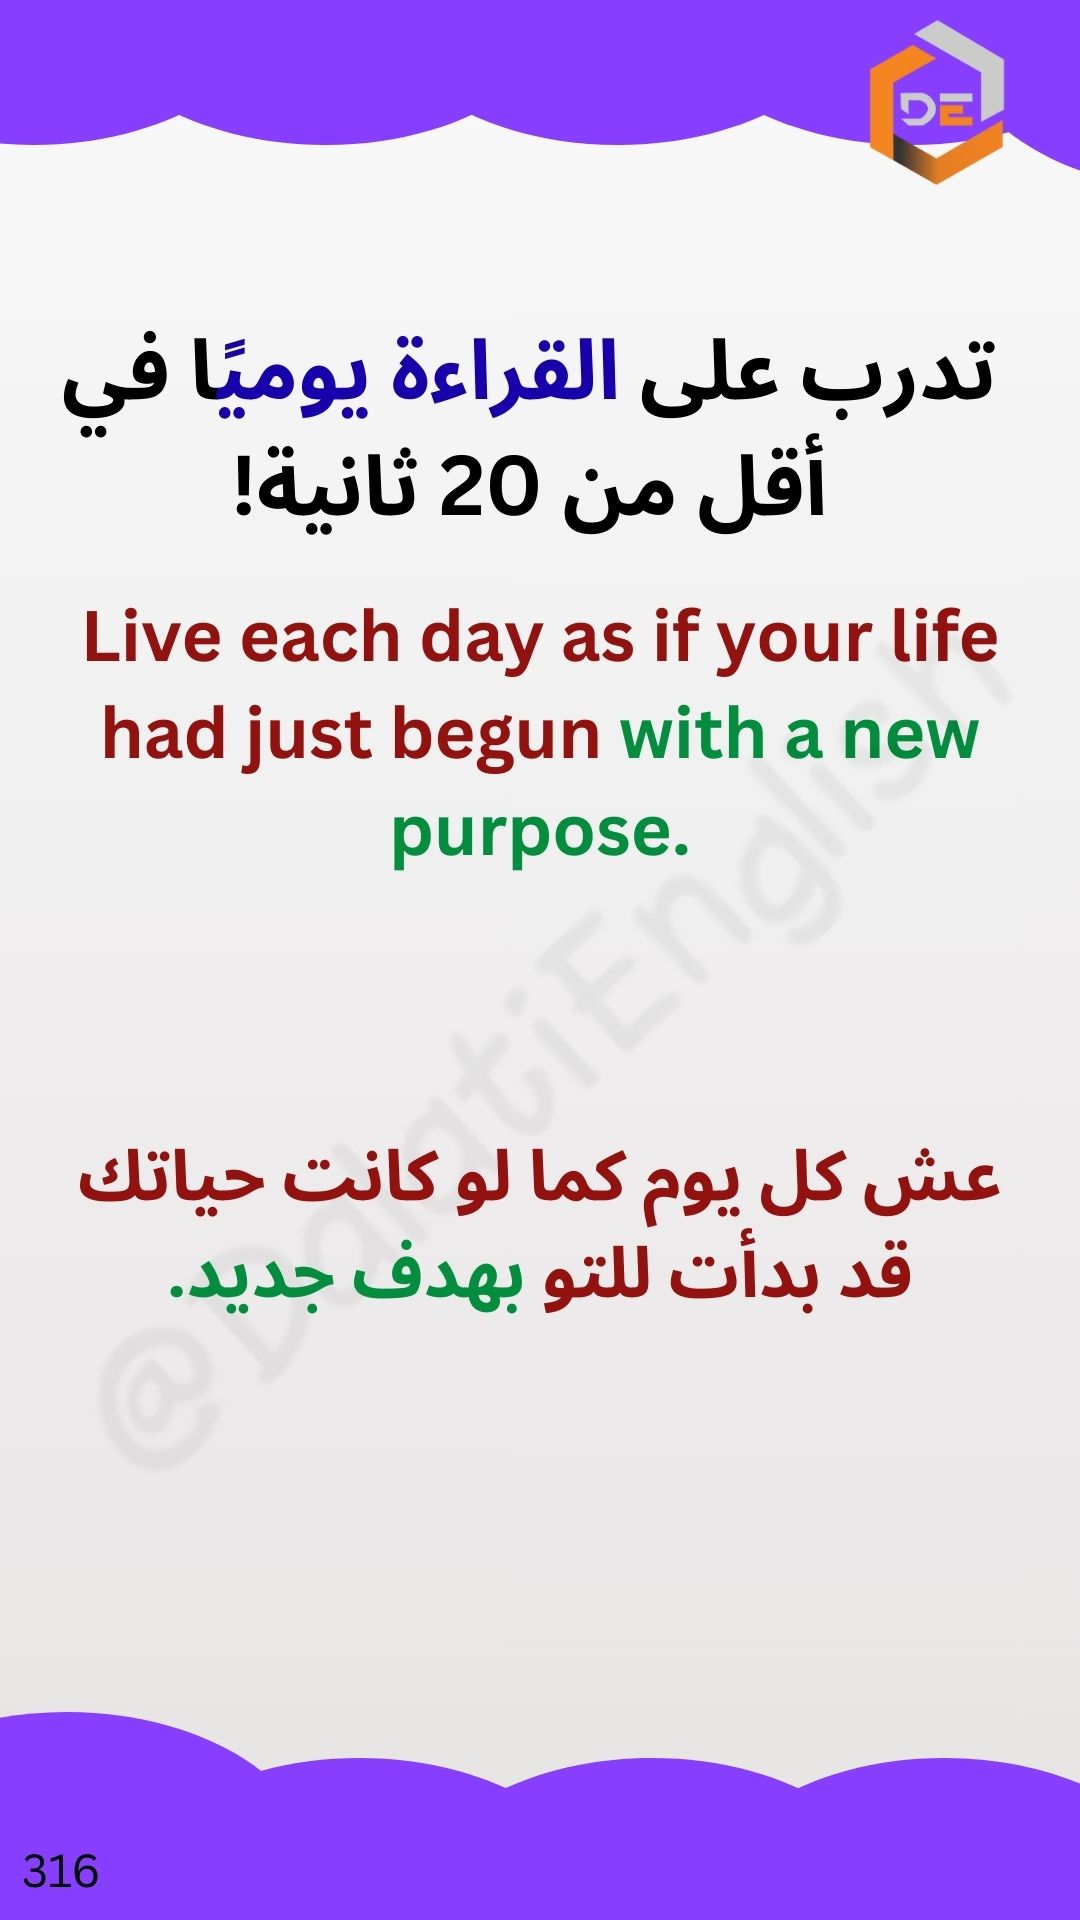 DE
تدرب على القراءة يوميًا في
أقل من 20 ثانية!
Live each day as if your life
had just begun with a new
purpose.
@DalatiEnglish
عش كل يوم كما لو كانت حياتك
قد بدأت للتو بهدف جديد.
316